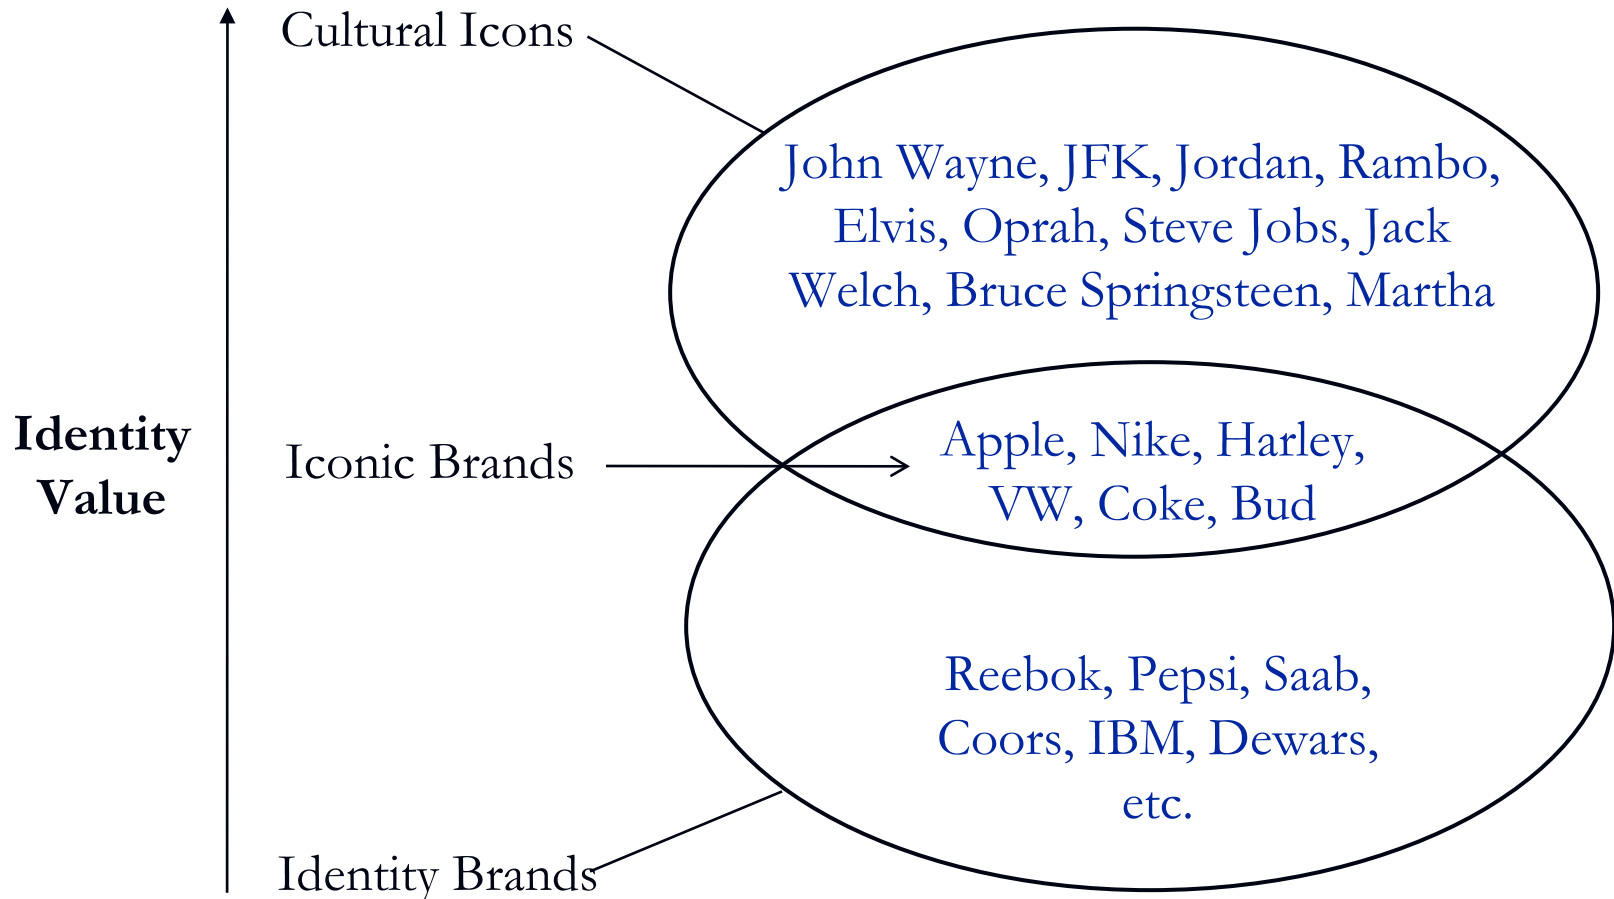 Cultural Icons
John Wayne, JFK, Jordan, Rambo,
Elvis, Oprah, Steve Jobs, Jack
Welch, Bruce Springsteen, Martha
Identity
Value
Iconic Brands
Apple, Nike, Harley,
VW, Coke, Bud
Reebok, Pepsi, Saab,
Coors, IBM, Dewars,
etc.
Identity Brands